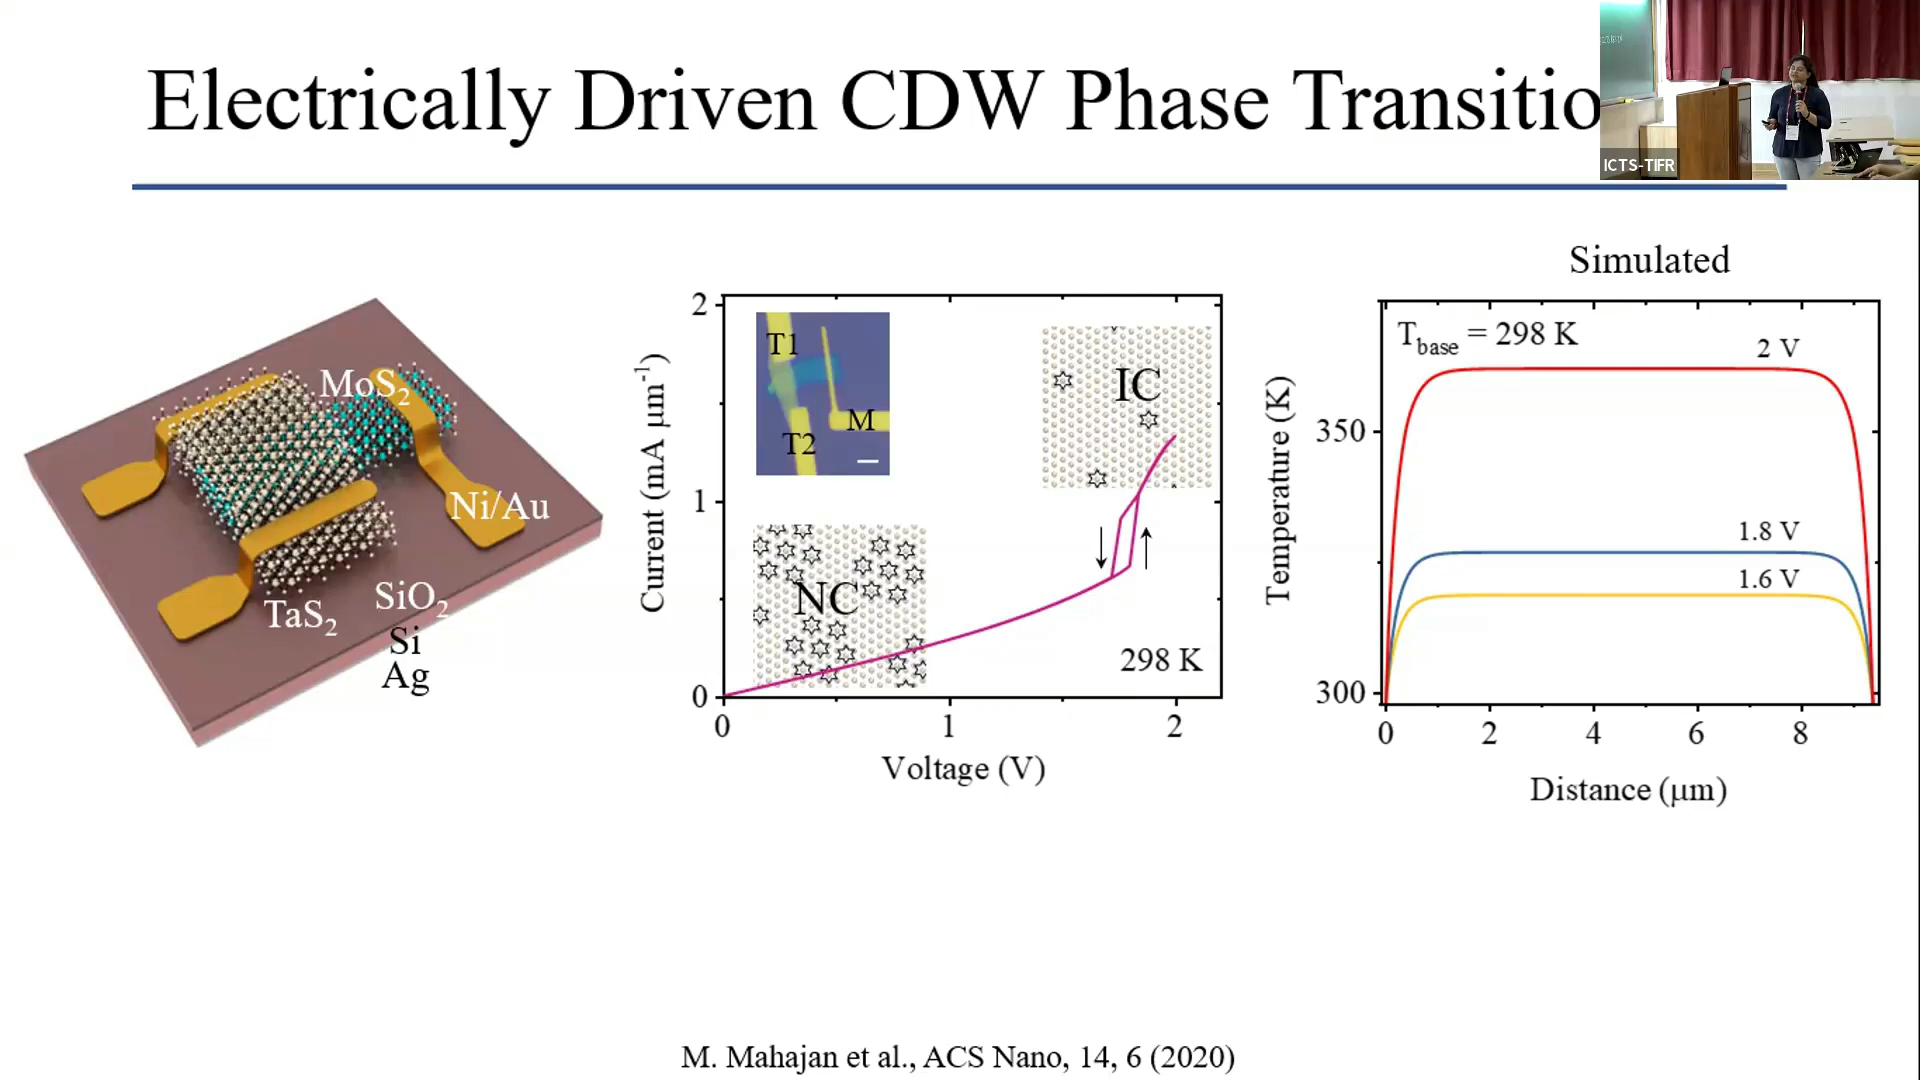 Electrically Driven CDW Phase Transitio
ICTS-TIFR
MoS2
Ni/Au
TaS2
SiO2
Si
Ag
Current (mA μm-1)
2
1
0
0
1
2
Voltage (V)
T1
M
T2
IC
NC
298 K
Simulated
Tbase = 298 K
2 V
1.8 V
1.6 V
Temperature (K)
350
300
0
2
4
6
8
Distance (μm)
M. Mahajan et al., ACS Nano, 14, 6 (2020)